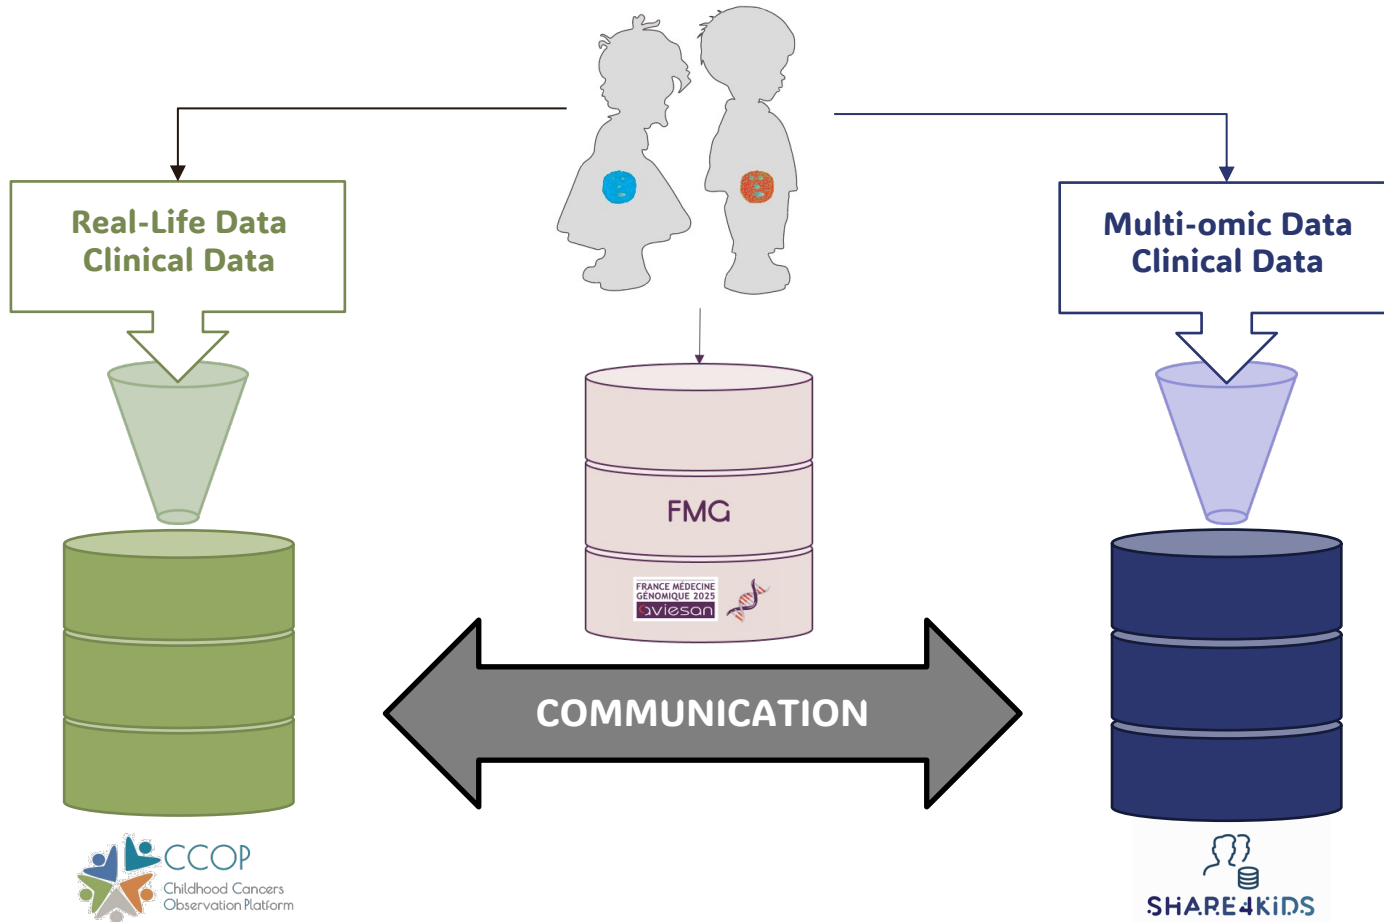 Real-Life Data
Clinical Data
Multi-omic Data
Clinical Data
FMG
FRANCE MÉDECINE
GÉNOMIQUE 2025
aviesan
COMMUNICATION
CCOP
Childhood Cancers
Observation Platform
SHARE4KiDS